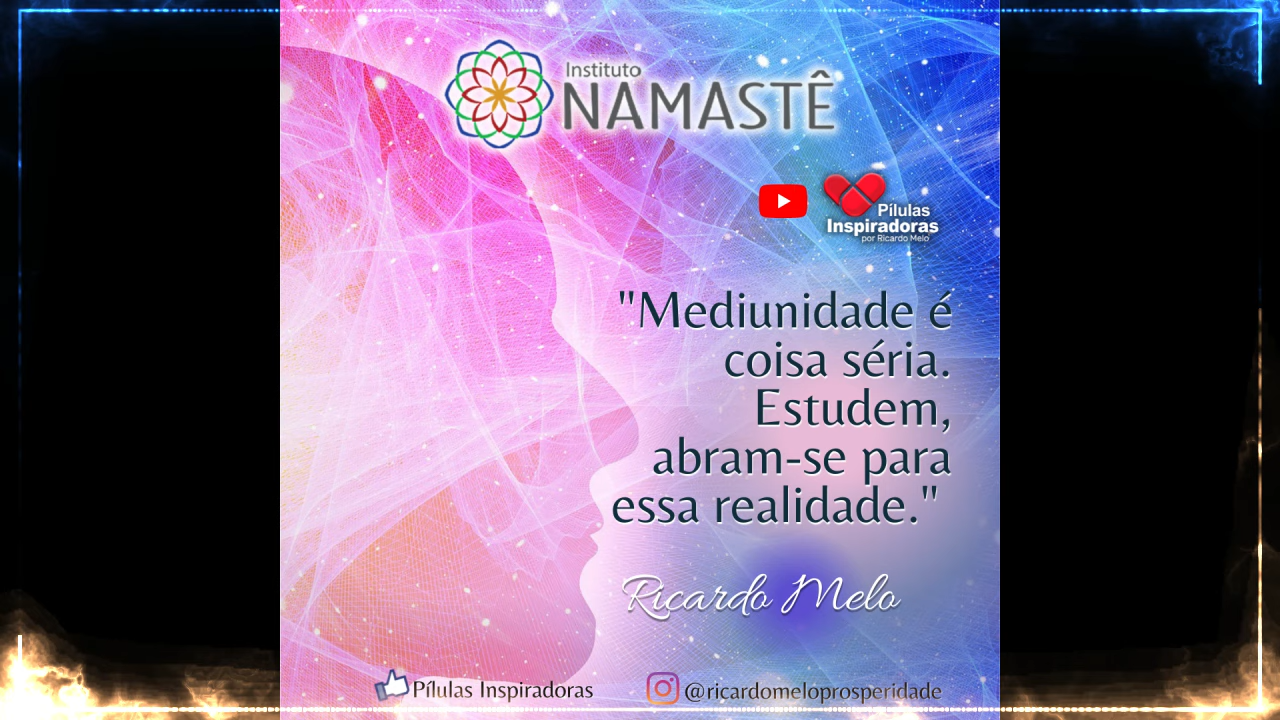 Instituto
NAMASTÊ
Pílulas
Inspiradoras
por Ricardo Melo
"Mediunidade é
coisa séria.
Estudem,
abram-se para
essa realidade."
Ricardo Melo
Pílulas Inspiradoras
@ricardomeloprosperidade